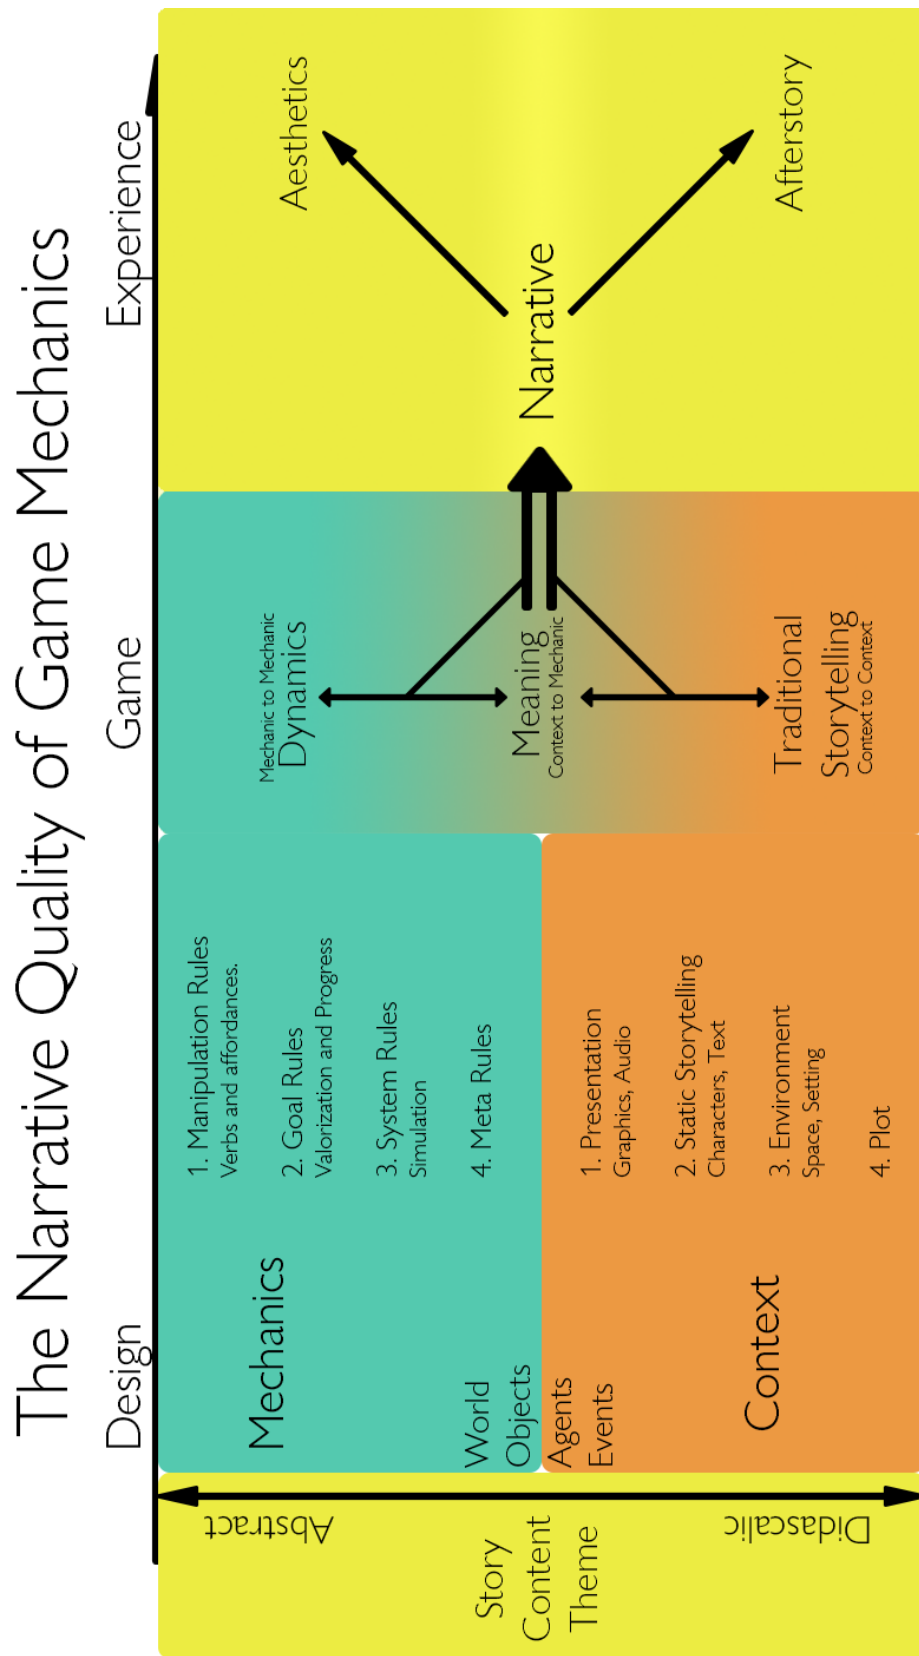 The Narrative Quality of Game Mechanics
Design
Game
Experience
Abstract
Didascalic
Story
Content
Theme
Mechanics
World
Objects
Agents
Events
Context
1. Manipulation Rules
Verbs and affordances.
2. Goal Rules
Valorization and Progress
3. System Rules
Simulation
4. Meta Rules
1. Presentation
Graphics, Audio
2. Static Storytelling
Characters, Text
3. Environment
Space, Setting
4. Plot
Mechanic to Mechanic
Dynamics
Meaning
Context to Mechanic
Traditional
Storytelling
Context to Context
Narrative
Aesthetics
Afterstory